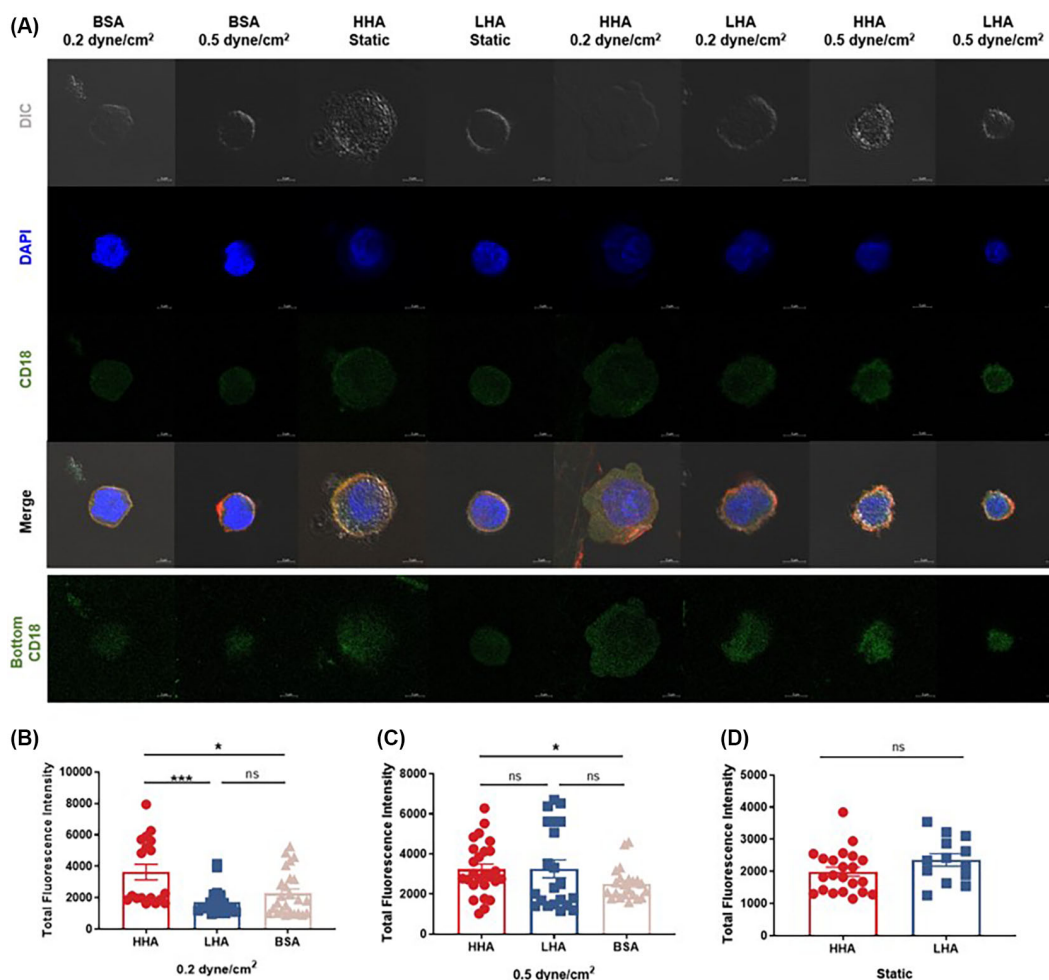 (A)
BSA BSA HHA LHA HHA LHA HHA LHA
0.2 dyne/cm² 0.5 dyne/cm² Static Static 0.2 dyne/cm² 0.2 dyne/cm² 0.5 dyne/cm² 0.5 dyne/cm²
DIC
DAPI
CD18
Merge
Bottom
CD18
(B)
*
*** ns
Total Fluorescence Intensity
10000
8000
6000
4000
2000
0
HHA LHA BSA
0.2 dyne/cm²
(C)
*
ns ns
Total Fluorescence Intensity
8000
6000
4000
2000
0
HHA LHA BSA
0.5 dyne/cm²
(D)
ns
Total Fluorescence Intensity
5000
4000
3000
2000
1000
0
HHA LHA
Static